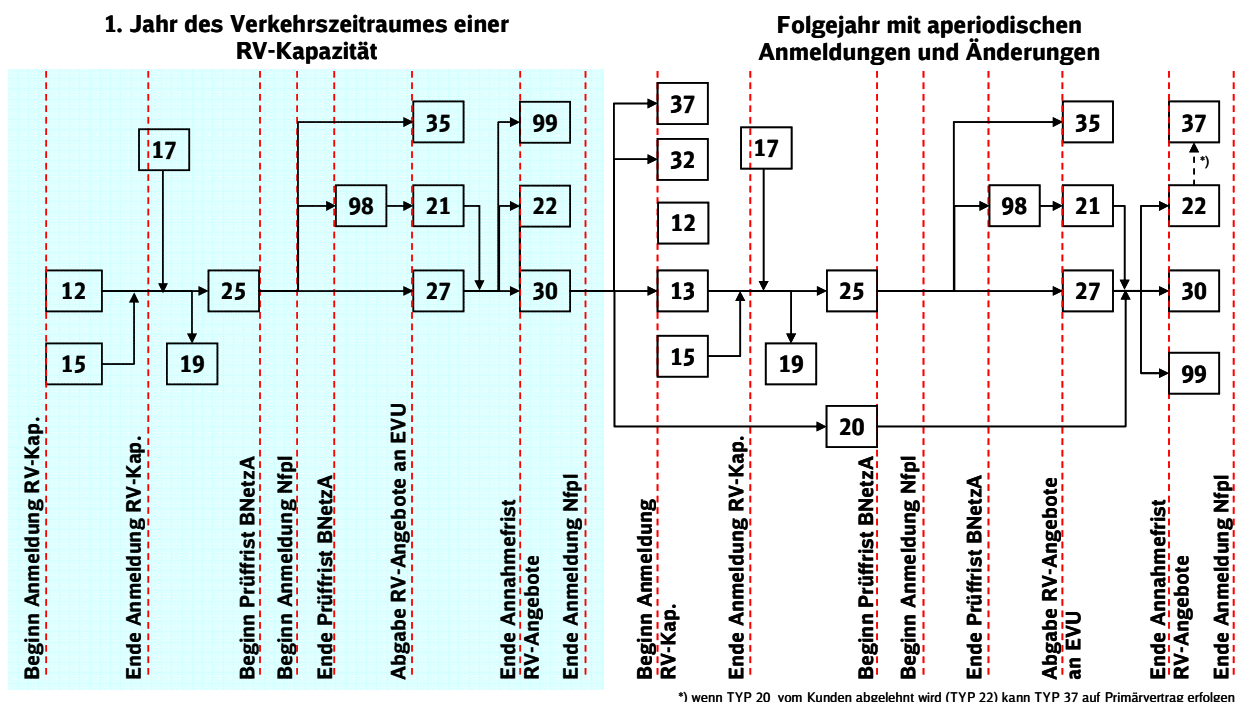 1. Jahr des Verkehrszeitraumes einer
RV-Kapazität
Folgejahr mit aperiodischen
Anmeldungen und Änderungen
35
99
17
98
21
22
12
25
27
30
15
19
Beginn Anmeldung RV-Kap.
Ende Anmeldung RV-Kap.
Beginn Prüffrist BNetzA
Beginn Anmeldung Nfpl
Ende Prüffrist BNetzA
Abgabe RV-Angebote an EVU
Ende Annahmefrist
RV-Angebote
Ende Anmeldung Nfpl
37
35
37
32
17
*)
12
98
21
22
13
25
27
30
15
19
99
20
Beginn Anmeldung
RV-Kap.
Ende Anmeldung RV-Kap.
Beginn Prüffrist BNetzA
Beginn Anmeldung Nfpl
Ende Prüffrist BNetzA
Abgabe RV-Angebote
an EVU
Ende Annahmefrist
RV-Angebote
Ende Anmeldung Nfpl
*) wenn TYP 20 vom Kunden abgelehnt wird (TYP 22) kann TYP 37 auf Primärvertrag erfolgen